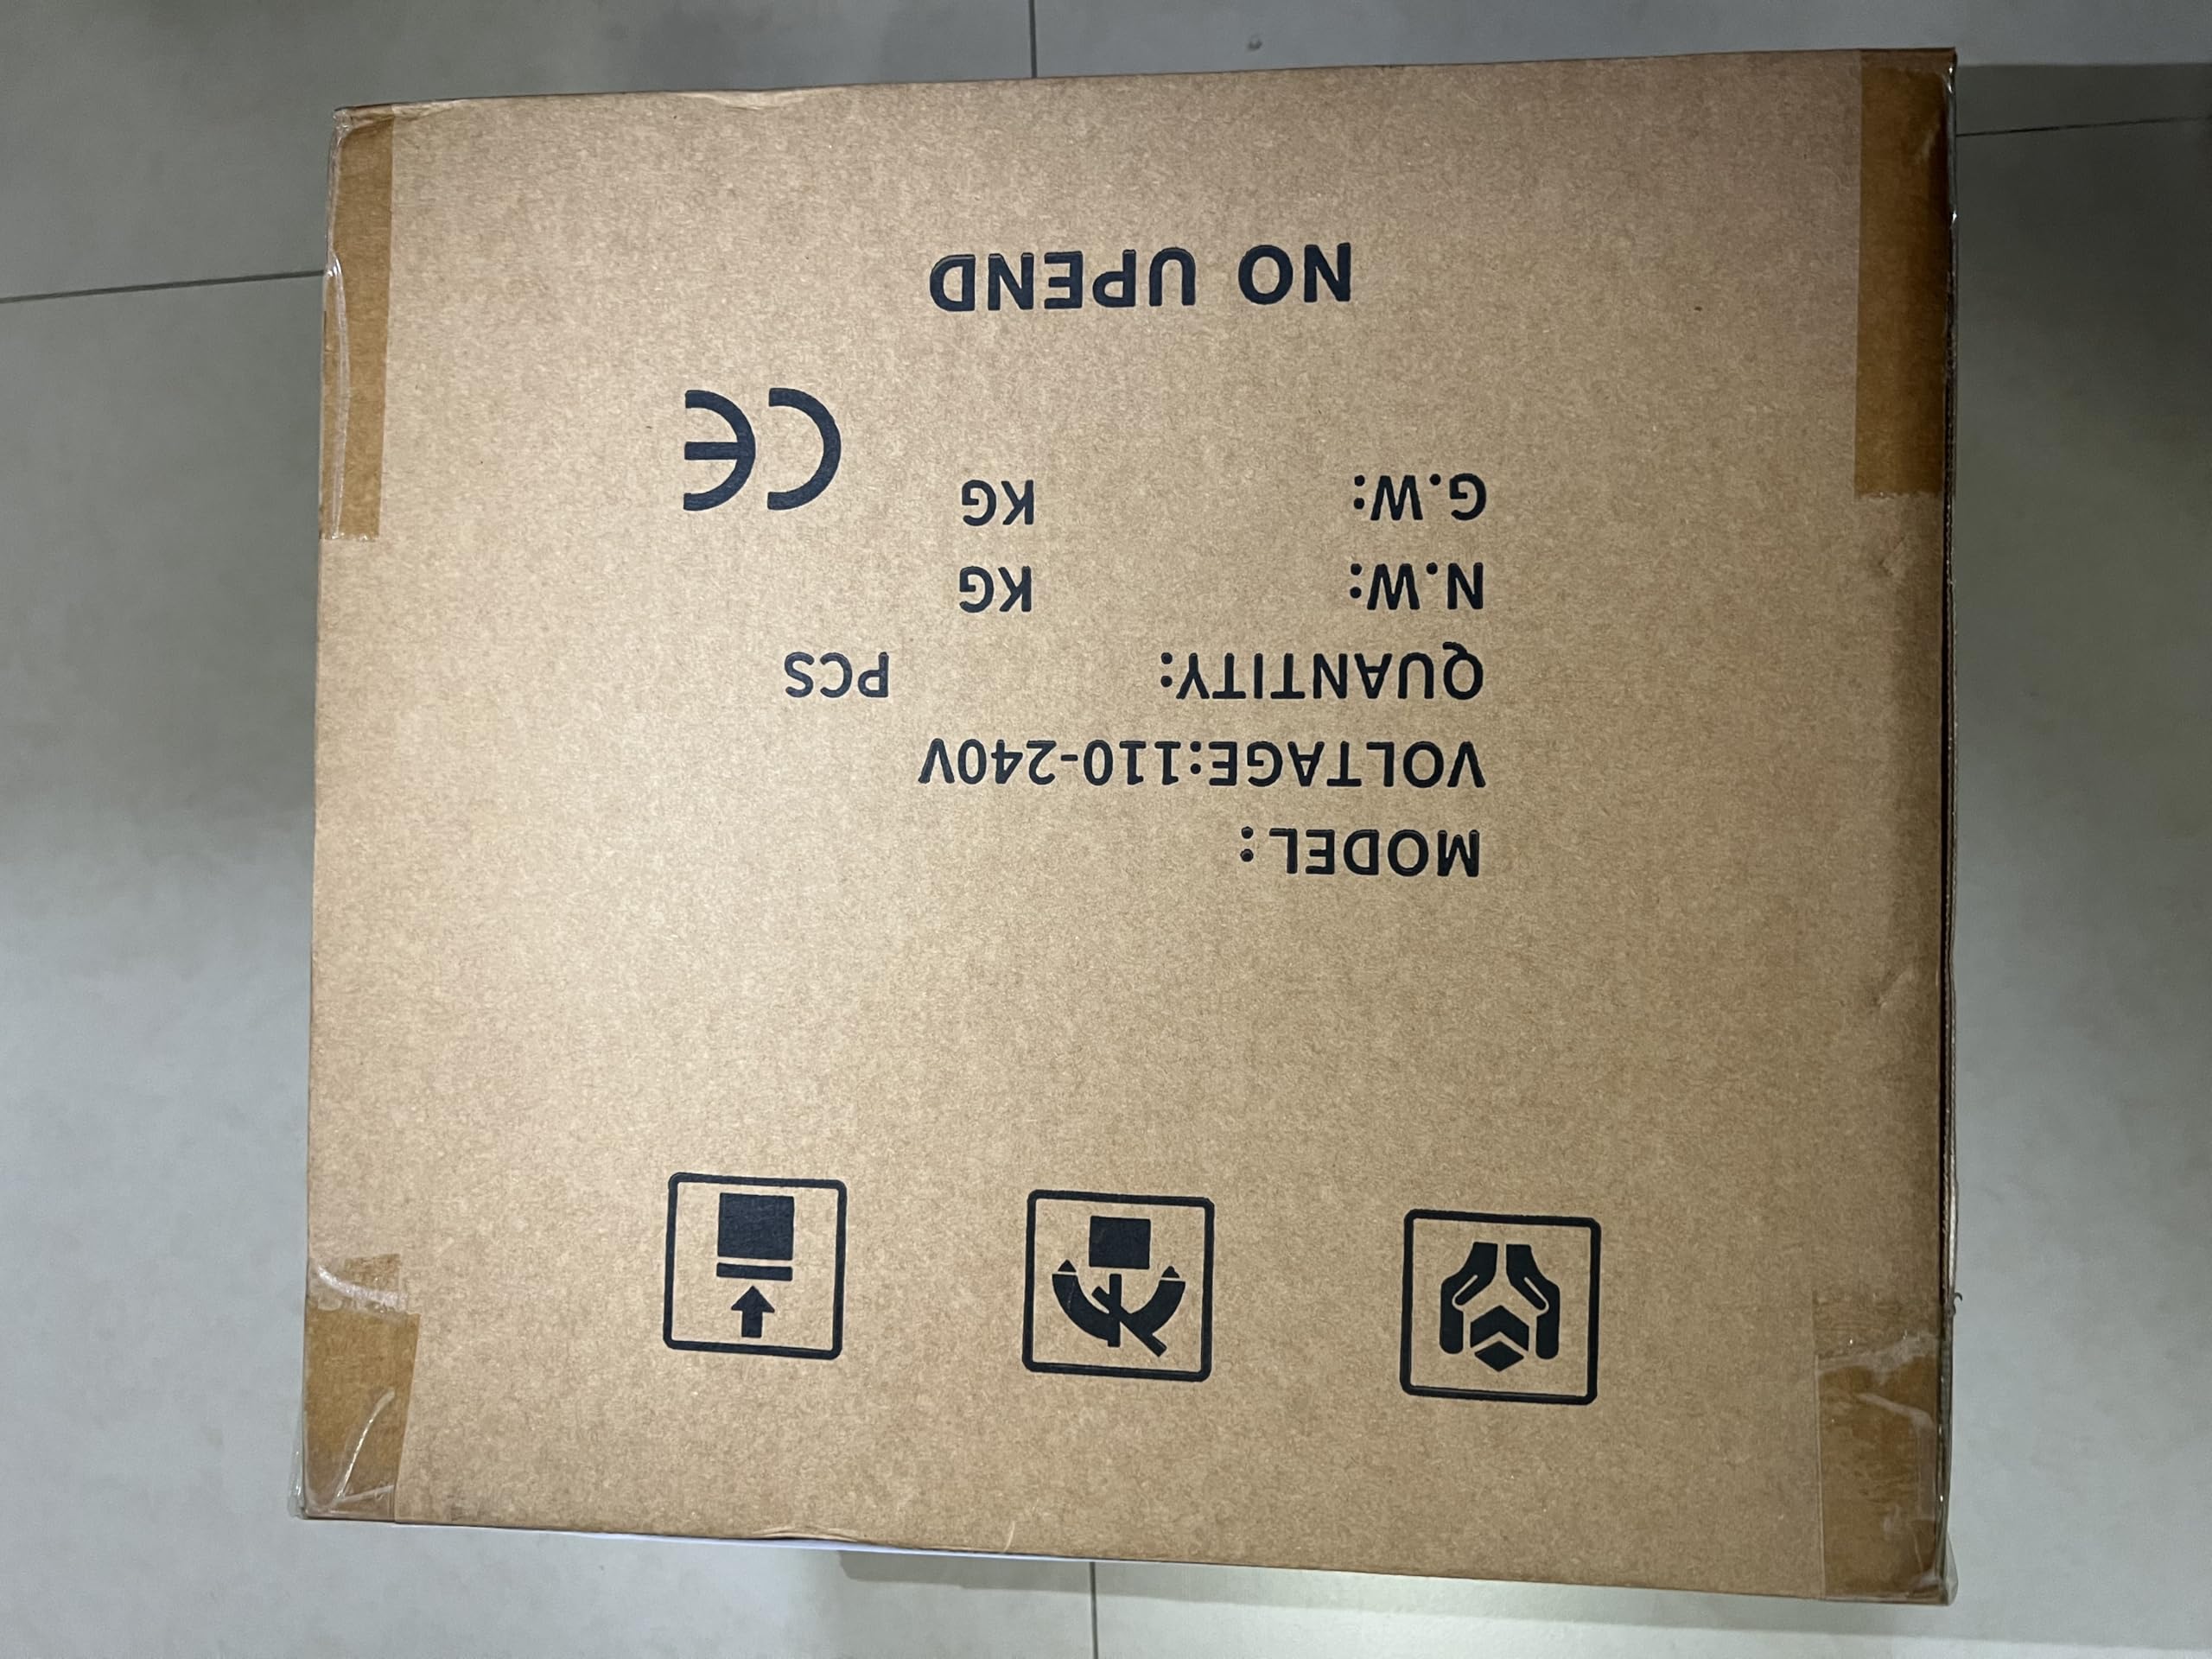 MODEL:
VOLTAGE:110-240V
QUANTITY: PCS
N.W: KG
G.W: KG
CE
NO UPEND